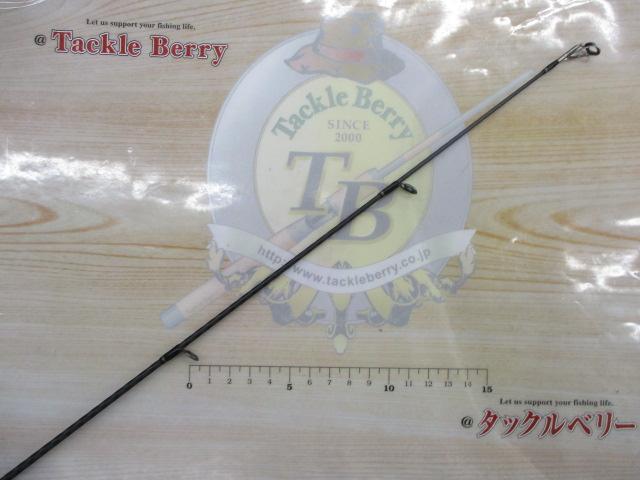 Let us support your fishing life.
@ Tackle Berry
Tackle Berry
SINCE
2000
TB
http://www.tackleberry.co.jp
0 1 2 3 4 5 6 7 8 9 10 11 12 13 14 15
Let us support your fishing life.
@ タックルベリー